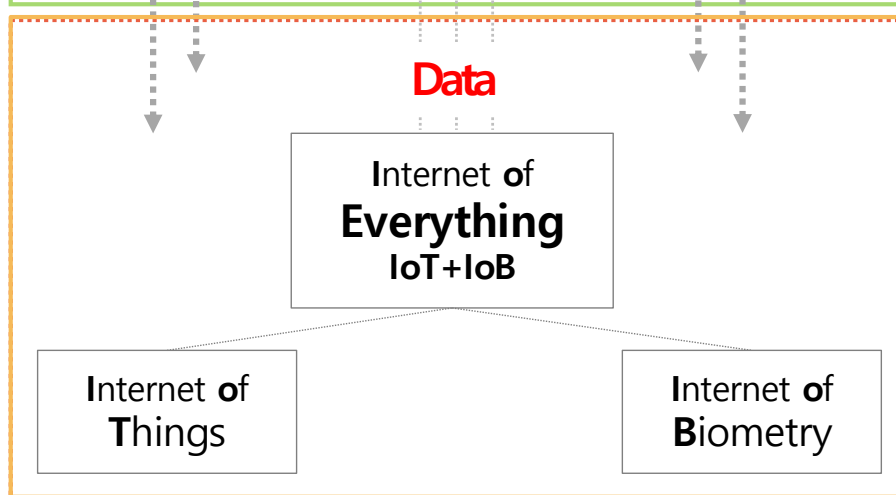 Data
Internet of
Everything
IoT+IoB
Internet of
Things
Internet of
Biometry